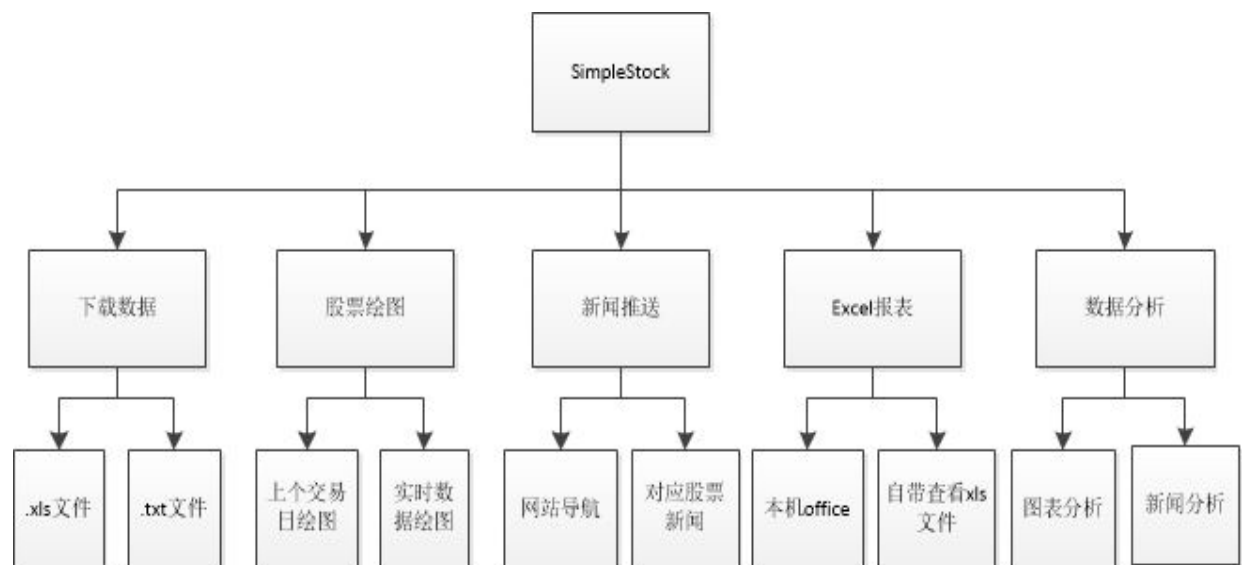 SimpleStock
下载数据
股票绘图
新闻推送
Excel报表
数据分析
.xls文件
.txt文件
上个交易
日绘图
实时数
据绘图
网站导航
对应股票
新闻
本机office
自带查看xls
文件
图表分析
新闻分析